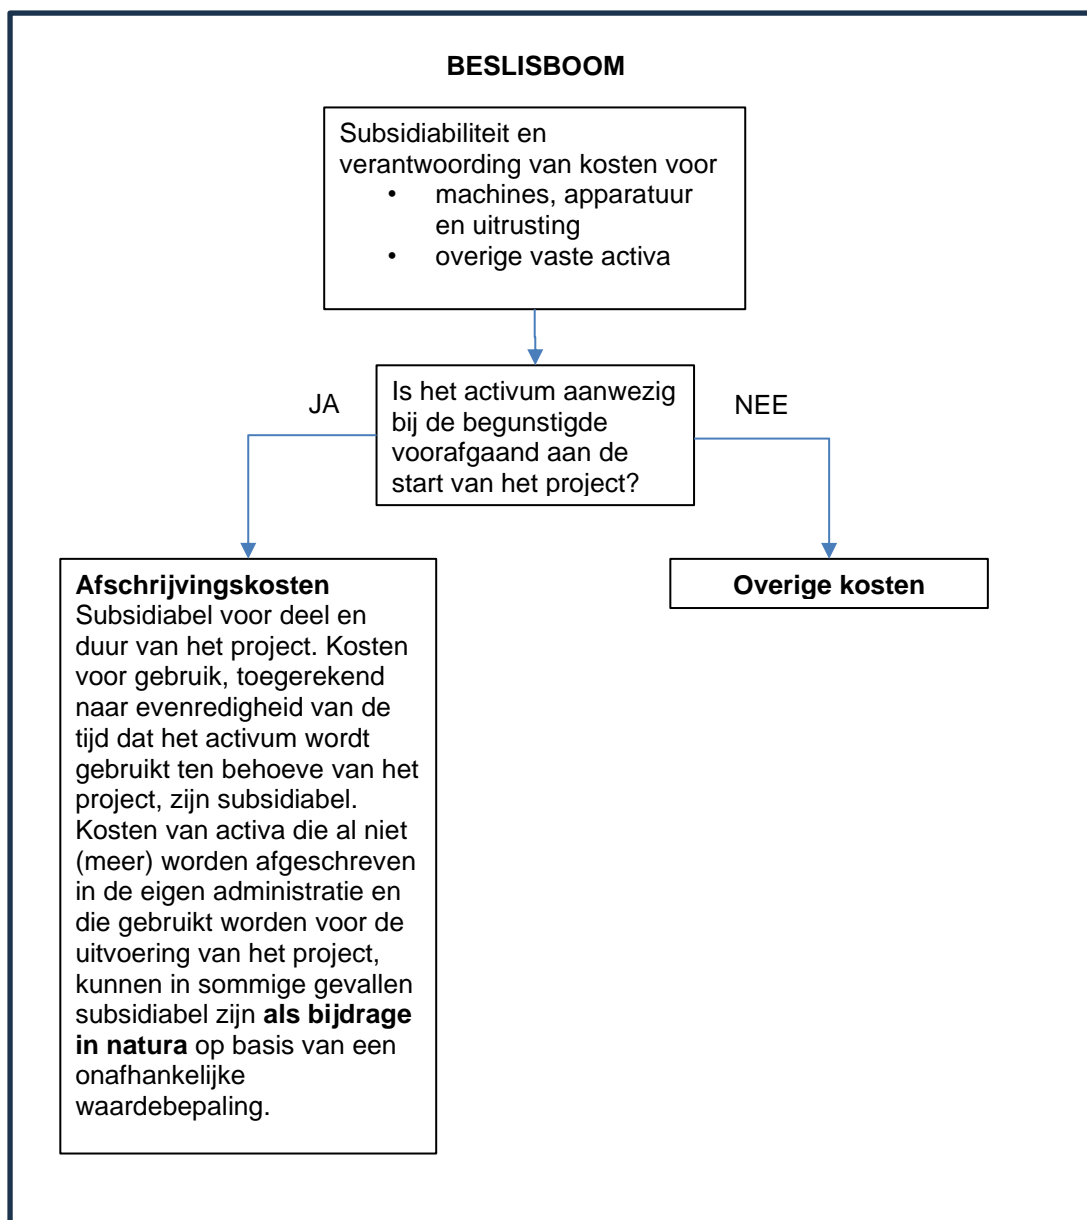 BESLISBOOM
Subsidiabiliteit en
verantwoording van kosten voor
• machines, apparatuur
en uitrusting
• overige vaste activa
Is het activum aanwezig
bij de begunstigde
voorafgaand aan de
start van het project?
JA
NEE
Afschrijvingskosten
Subsidiabel voor deel en
duur van het project. Kosten
voor gebruik, toegerekend
naar evenredigheid van de
tijd dat het activum wordt
gebruikt ten behoeve van het
project, zijn subsidiabel.
Kosten van activa die al niet
(meer) worden afgeschreven
in de eigen administratie en
die gebruikt worden voor de
uitvoering van het project,
kunnen in sommige gevallen
subsidiabel zijn als bijdrage
in natura op basis van een
onafhankelijke
waardebepaling.
Overige kosten